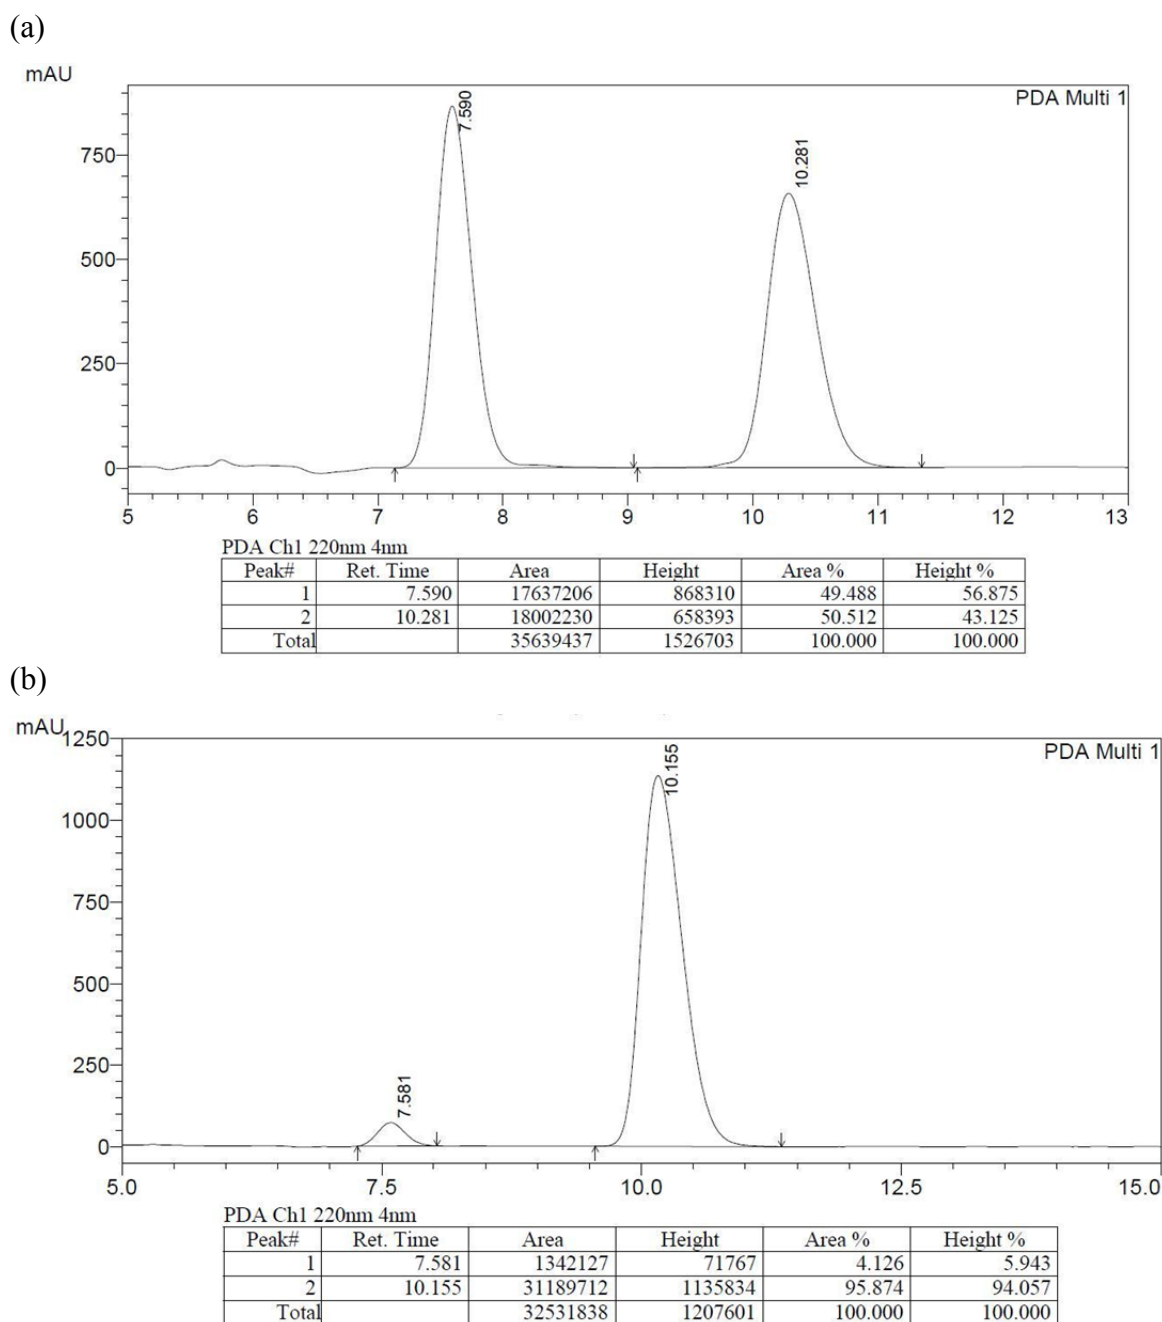 (a)
mAU
PDA Multi 1
7.590
10.281
750
500
250
0
5 6 7 8 9 10 11 12 13
PDA Ch1 220nm 4nm
Peak# Ret. Time Area Height Area % Height %
1 7.590 17637206 868310 49.488 56.875
2 10.281 18002230 658393 50.512 43.125
Total 35639437 1526703 100.000 100.000
(b)
mAU
1250
PDA Multi 1
10.155
1000
750
500
250
7.581
0
5.0 7.5 10.0 12.5 15.0
PDA Ch1 220nm 4nm
Peak# Ret. Time Area Height Area % Height %
1 7.581 1342127 71767 4.126 5.943
2 10.155 31189712 1135834 95.874 94.057
Total 32531838 1207601 100.000 100.000